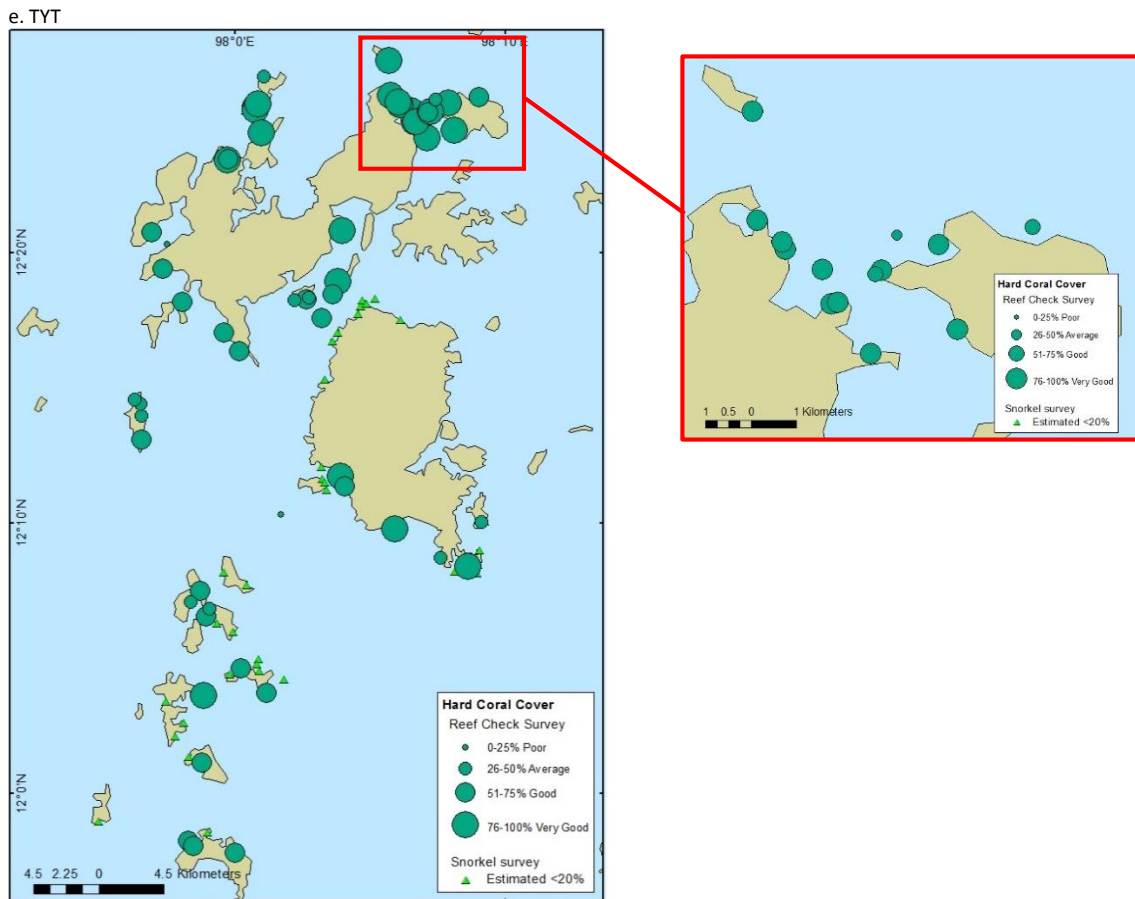 e. TYT
98°0'E
98°10'E
12°20'N
12°10'N
12°0'N
Hard Coral Cover
Reef Check Survey
0-25% Poor
26-50% Average
51-75% Good
76-100% Very Good
Snorkel survey
Estimated <20%
4.5 2.25 0 4.5 Kilometers
Hard Coral Cover
Reef Check Survey
0-25% Poor
26-50% Average
51-75% Good
76-100% Very Good
Snorkel survey
Estimated <20%
1 0.5 0 1 Kilometers